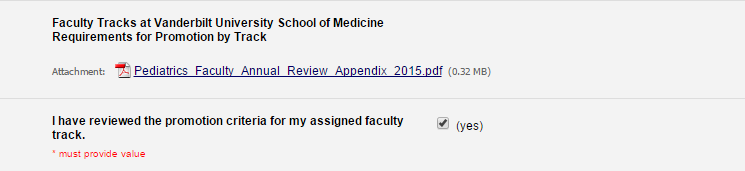 Faculty Tracks at Vanderbilt University School of Medicine
Requirements for Promotion by Track
Attachment: Pediatrics_Faculty_Annual_Review_Appendix_2015.pdf (0.32 MB)
I have reviewed the promotion criteria for my assigned faculty
track.
(yes)
* must provide value